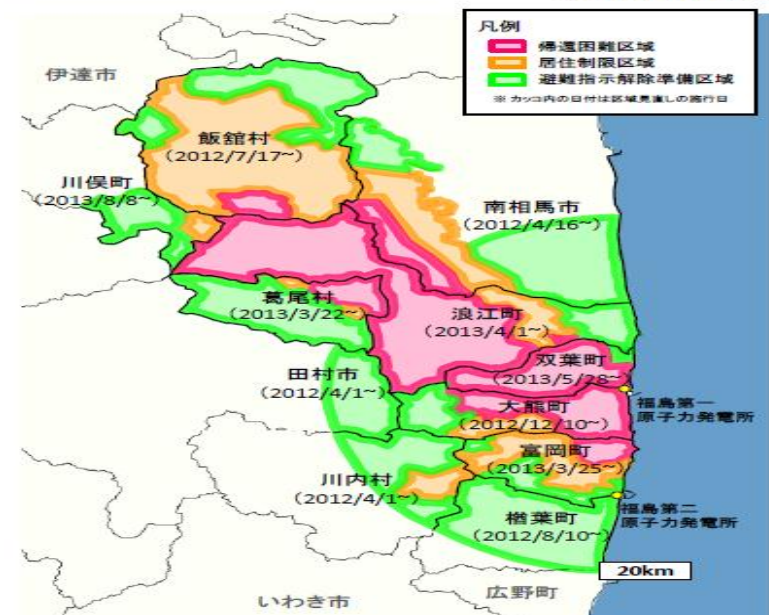 凡例
帰還困難区域
居住制限区域
避難指示解除準備区域
※ カッコ内の日付は区域見直しの施行日
伊達市
飯舘村
(2012/7/17~)
川俣町
(2013/8/8~)
南相馬市
(2012/4/16~)
葛尾村
(2013/3/22~)
浪江町
(2013/4/1~)
双葉町
(2013/5/28~)
田村市
(2012/4/1~)
大熊町
(2012/12/10~)
福島第一
原子力発電所
富岡町
(2013/3/25~)
川内村
(2012/4/1~)
楢葉町
(2012/8/10~)
福島第二
原子力発電所
20km
いわき市
広野町